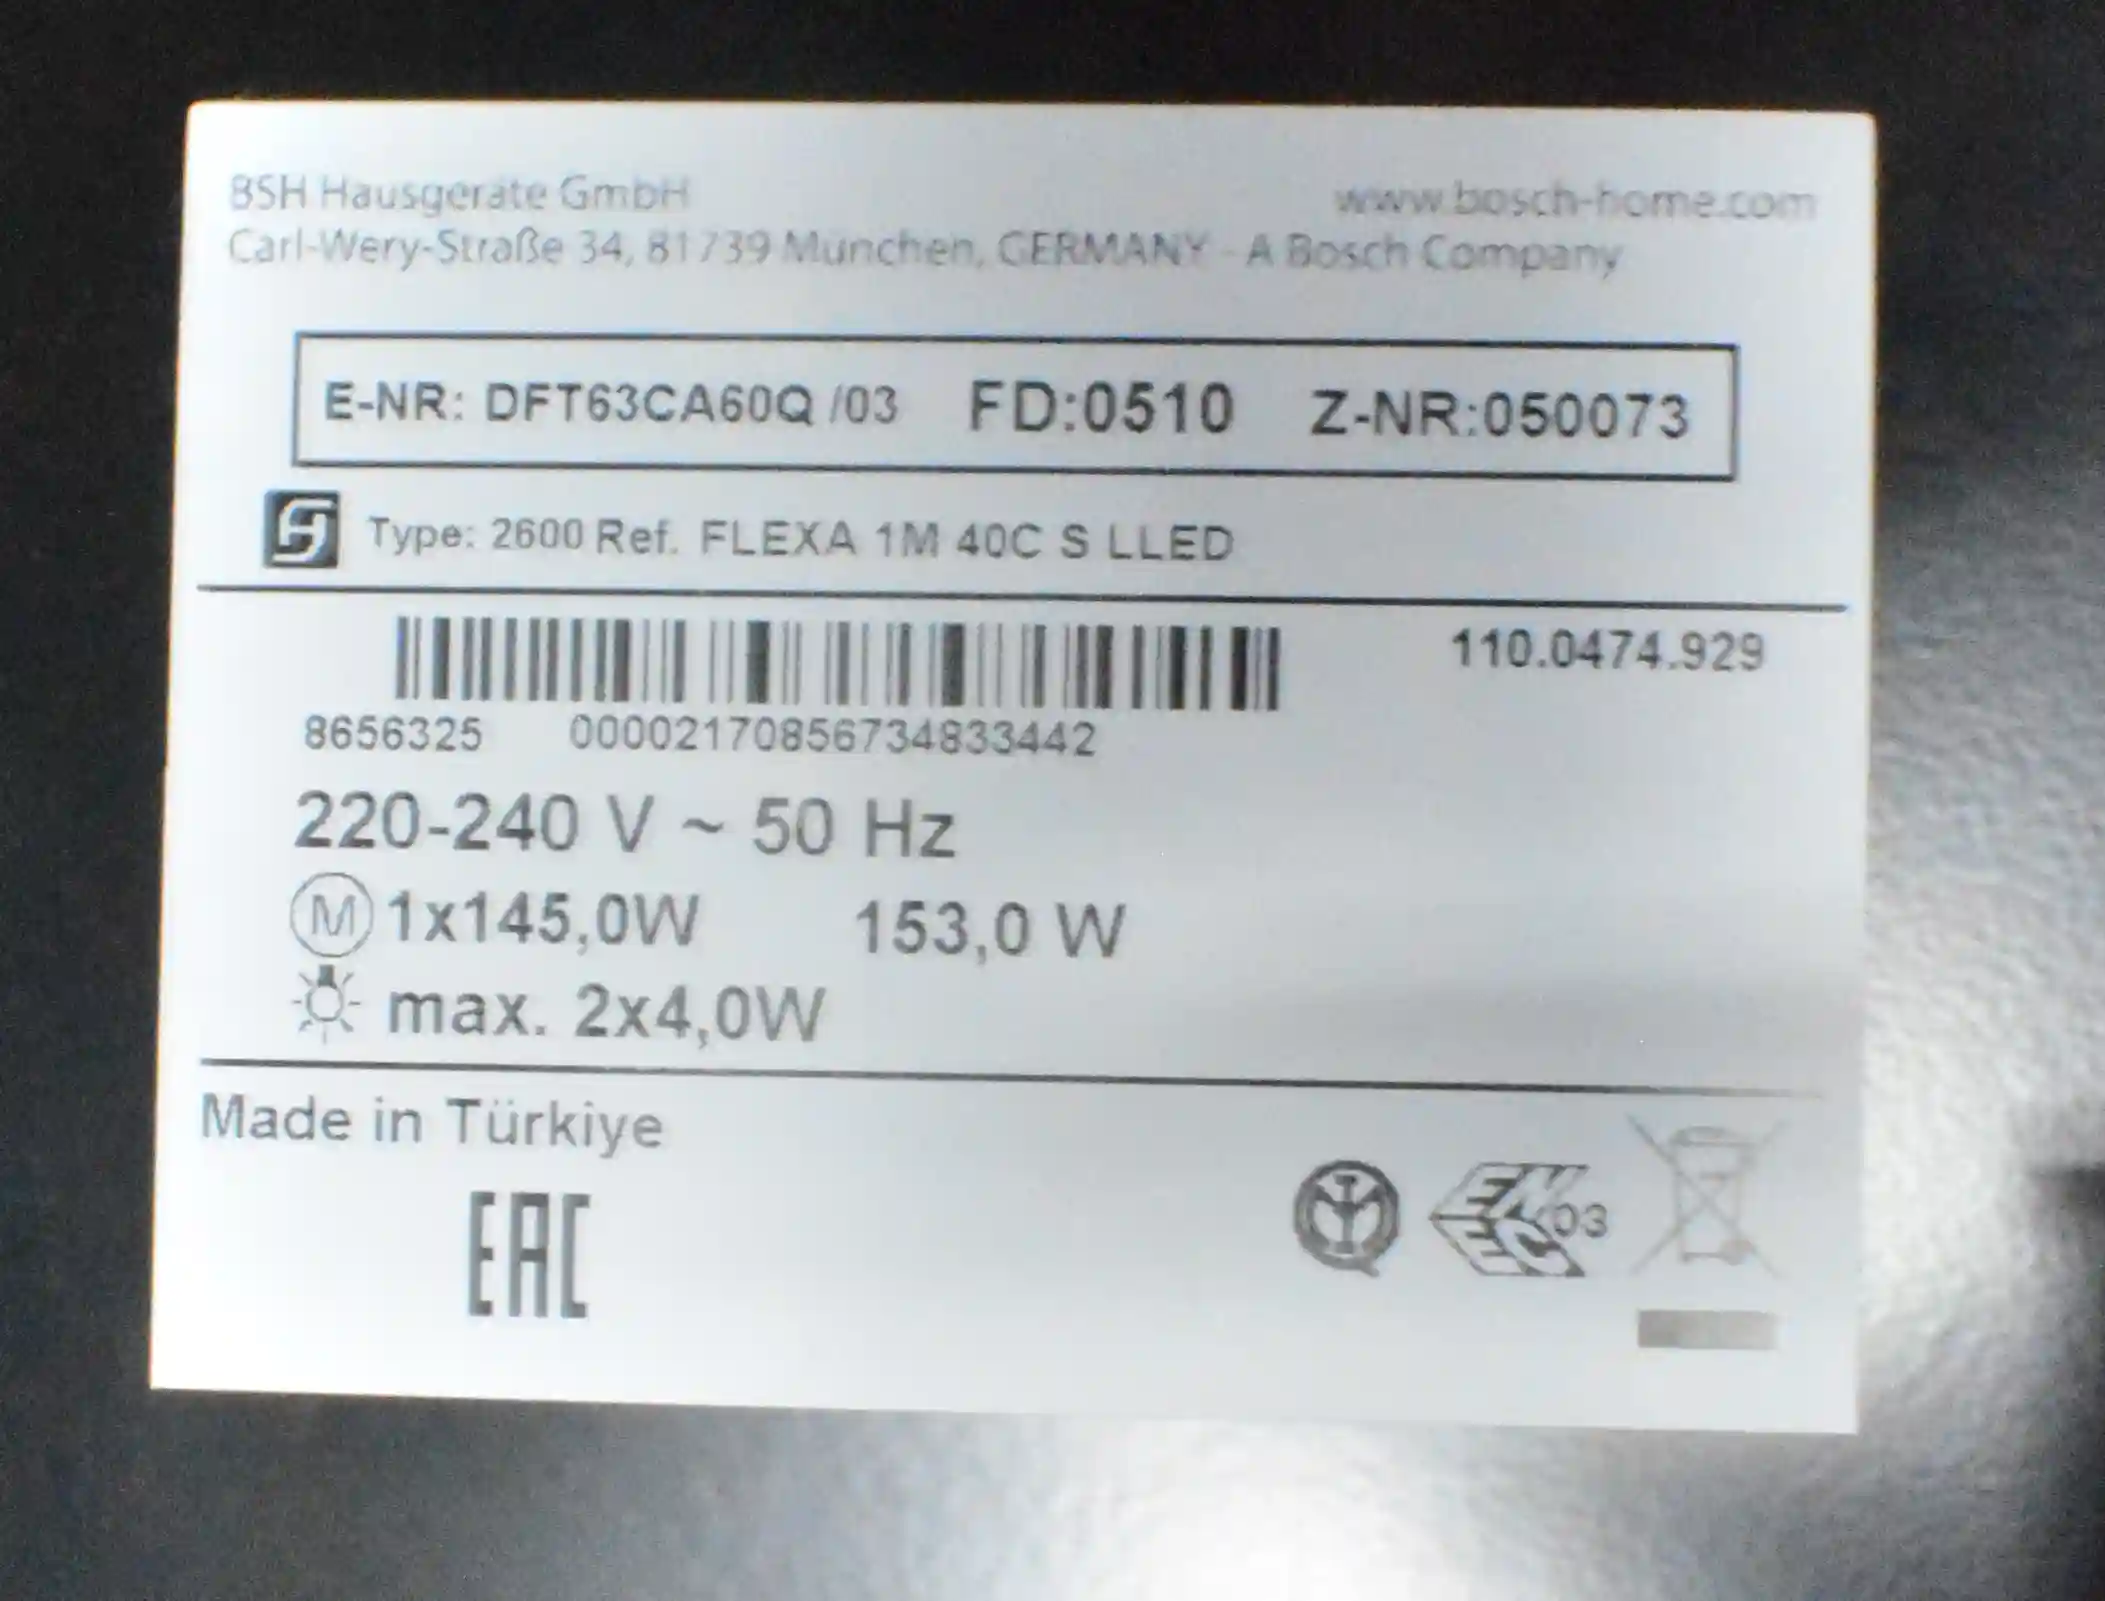 BSH Hausgeräte GmbH www.bosch-home.com
Carl-Wery-Straße 34, 81739 München, GERMANY - A Bosch Company
E-NR: DFT63CA60Q /03 FD:0510 Z-NR:050073
Type: 2600 Ref. FLEXA 1M 40C S LLED
110.0474.929
8656325 00002170856734833442
220-240 V ~ 50 Hz
M 1x145,0W 153,0 W
max. 2x4,0W
Made in Türkiye
EAC
EN EC 03